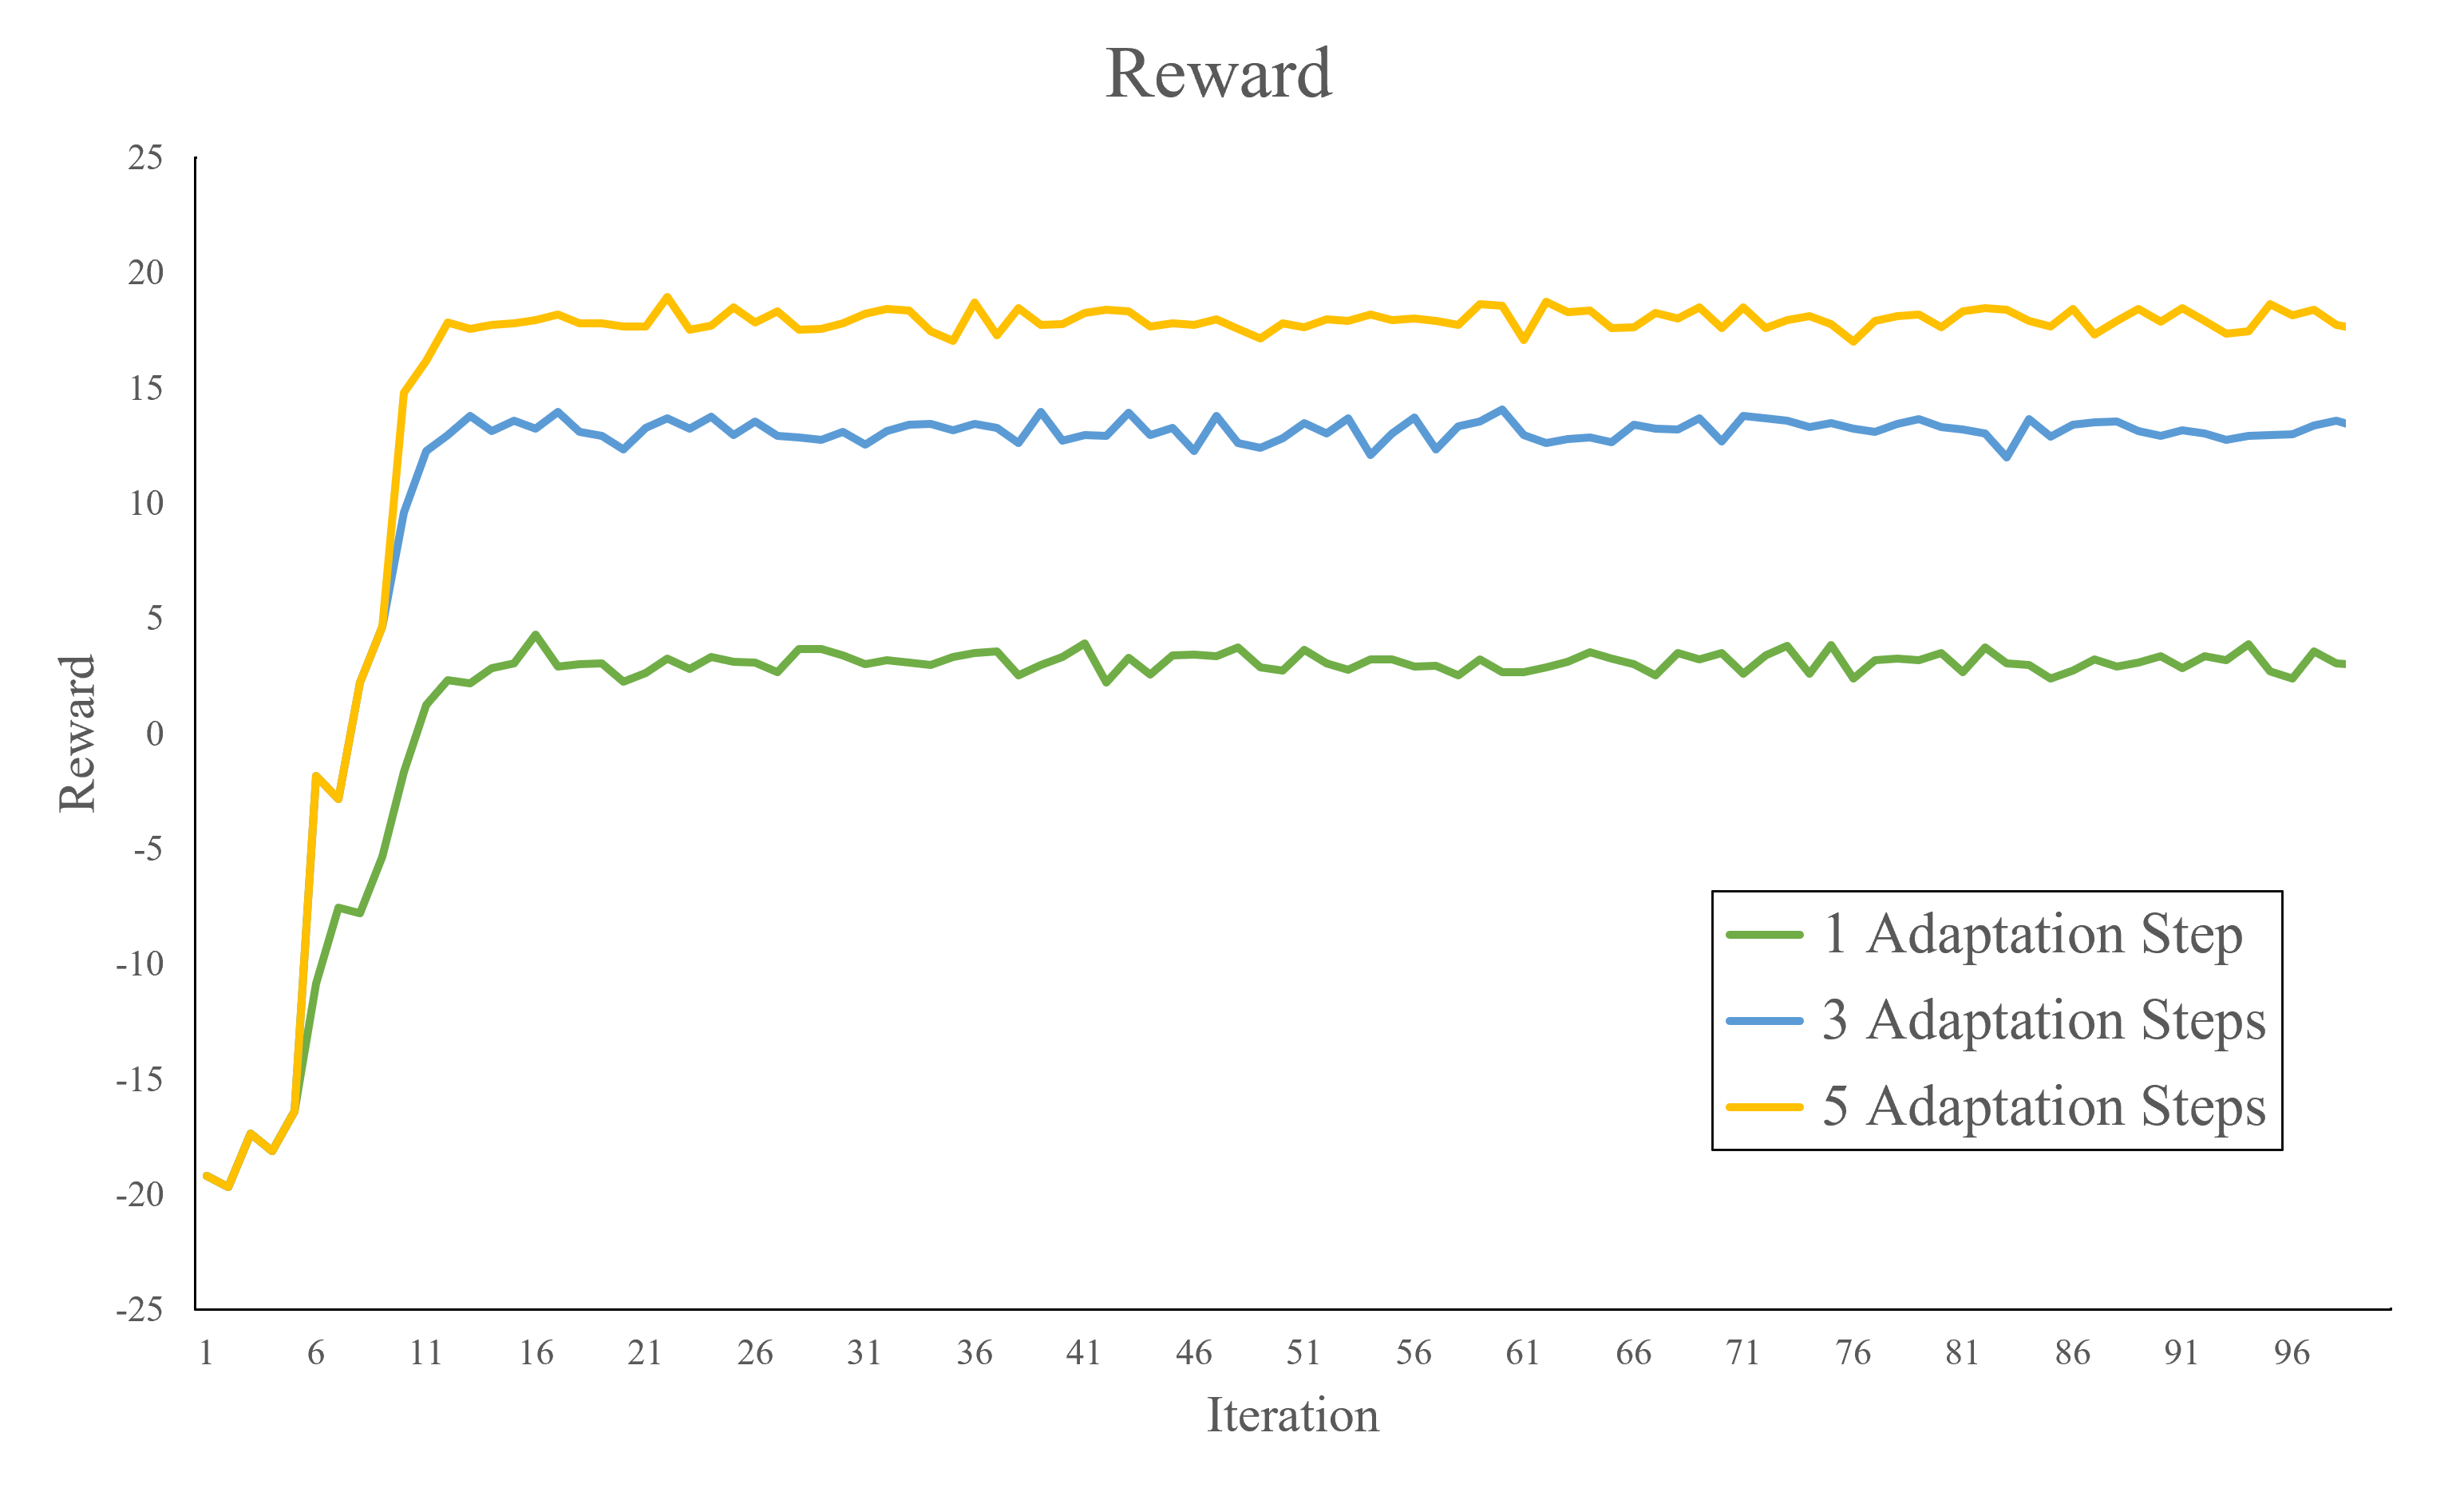 Reward
25
20
15
10
5
0
-5
-10
-15
-20
-25
Reward
1 6 11 16 21 26 31 36 41 46 51 56 61 66 71 76 81 86 91 96
Iteration
1 Adaptation Step
3 Adaptation Steps
5 Adaptation Steps